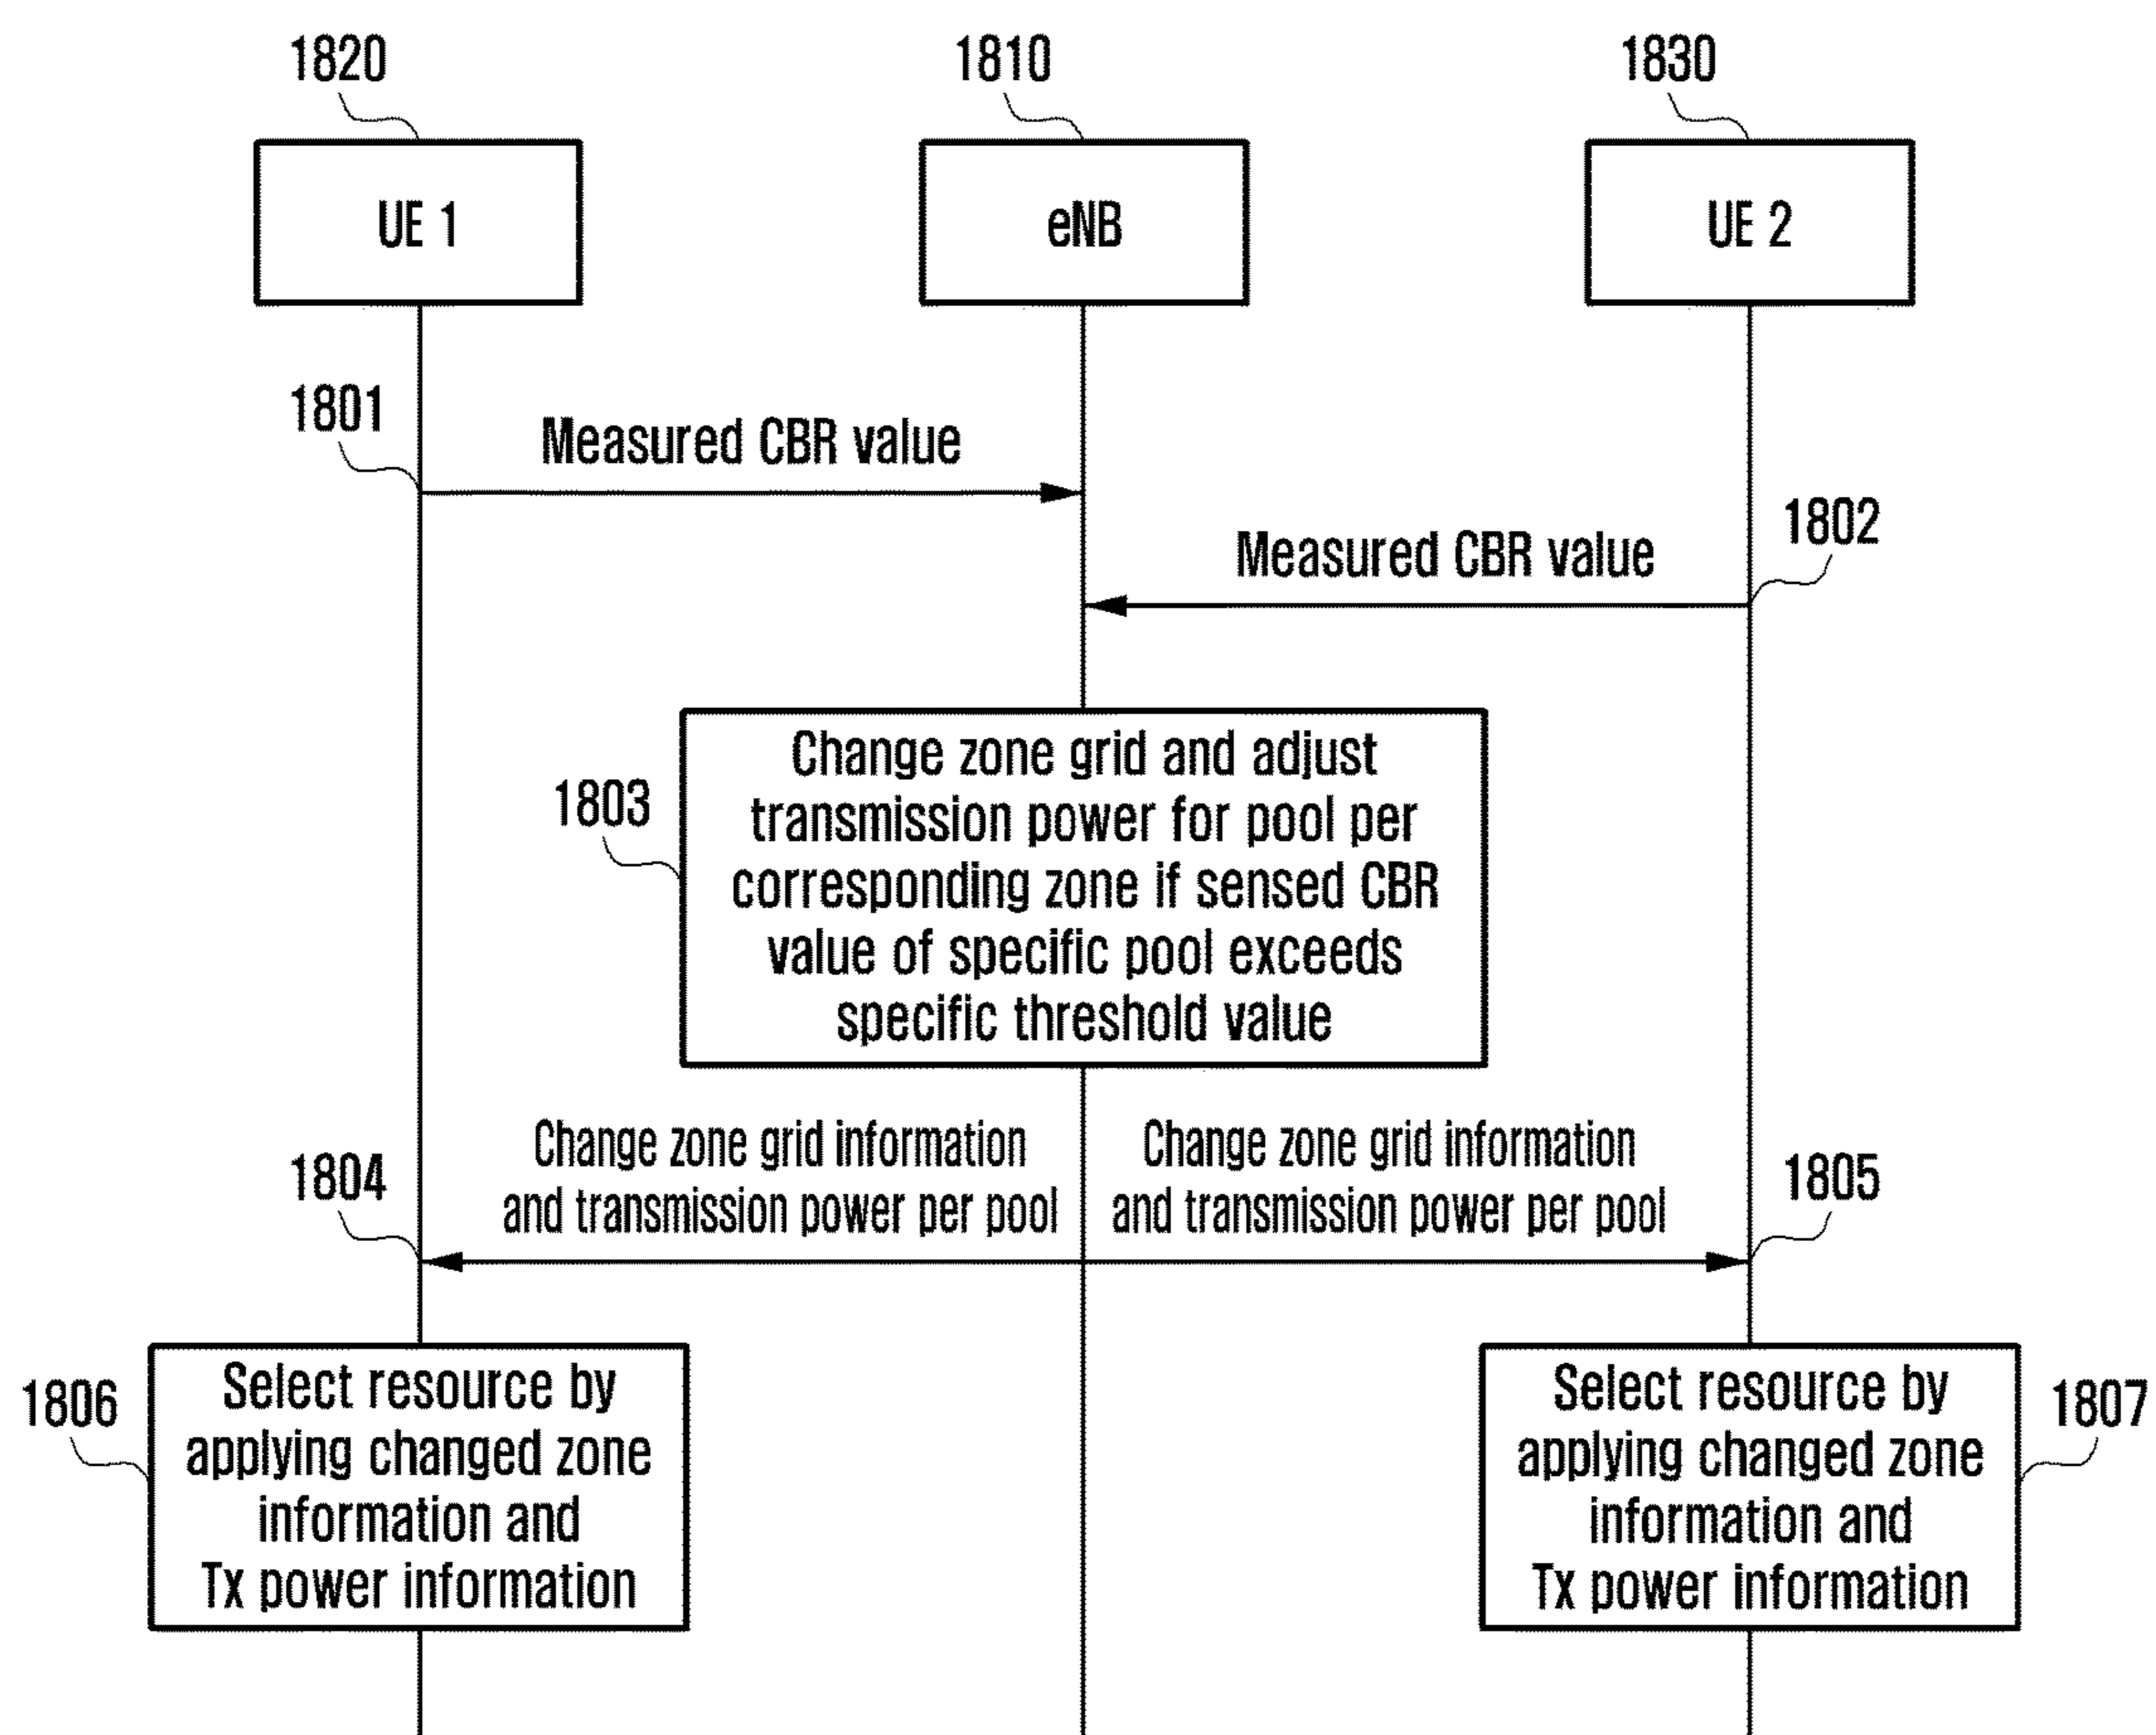 1820
1810
1830
UE 1
eNB
UE 2
1801
Measured CBR value
1802
Measured CBR value
1803
Change zone grid and adjust
transmission power for pool per
corresponding zone if sensed CBR
value of specific pool exceeds
specific threshold value
1804
Change zone grid information
and transmission power per pool
Change zone grid information
and transmission power per pool
1805
1806
Select resource by
applying changed zone
information and
Tx power information
Select resource by
applying changed zone
information and
Tx power information
1807